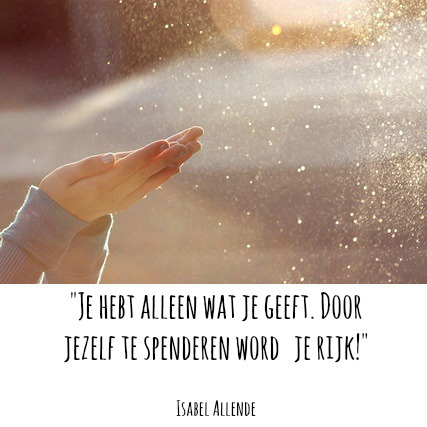 "Je hebt alleen wat je geeft. Door
jezelf te spenderen word je rijk!"
Isabel Allende